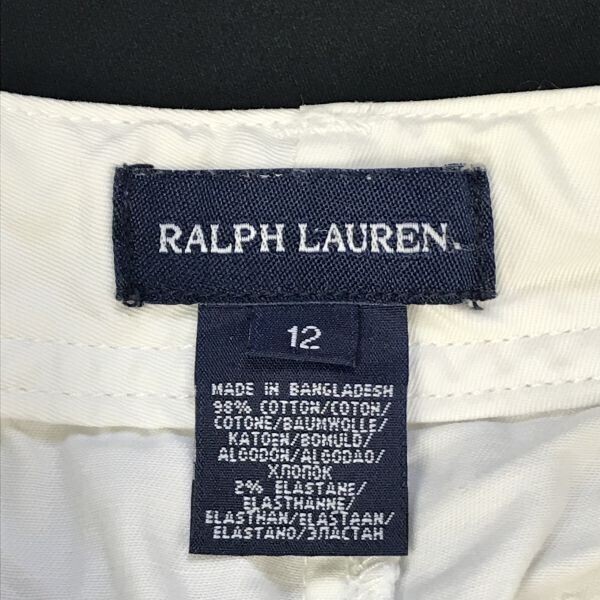 RALPH LAUREN.
12
MADE IN BANGLADESH
98% COTTON/COTON/
COTONE/BAUMWOLLE/
KATOEN/BOMULD/
ALGODON/ALGODAO/
ХЛОПОК
2% ELASTANE/
ELASTHANNE/
ELASTHAN/ELASTAAN/
ELASTANO/ЭЛАСТАН